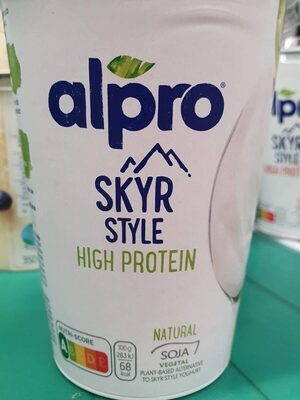 alpro
SKYR
STYLE
HIGH PROTEIN
NUTRI-SCORE
A B C D E
100g
283 kJ
68
kcal
NATURAL
SOJA
VEGETAL
PLANT-BASED ALTERNATIVE
TO SKYR STYLE YOGHURT
SKYR
STYLE
HIGH PROTEIN